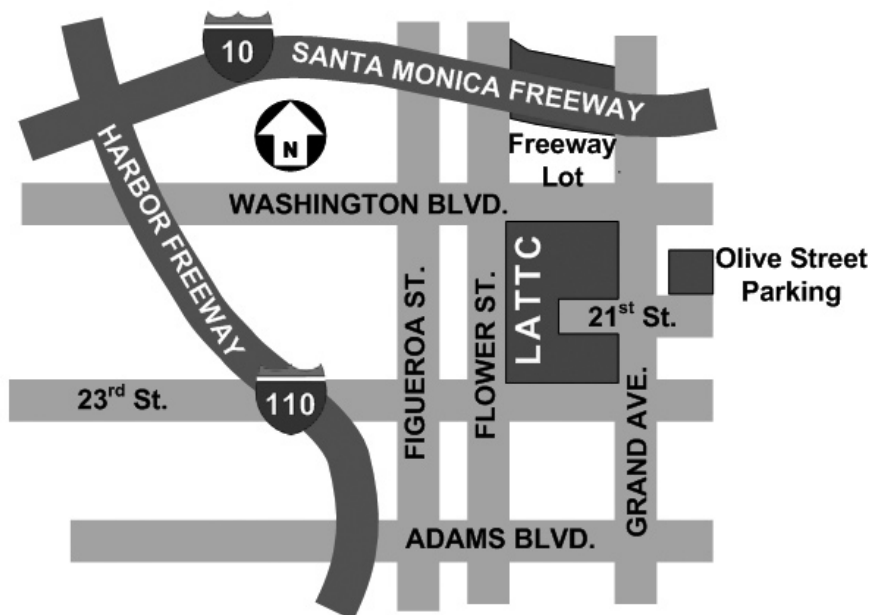 10
SANTA MONICA FREEWAY
HARBOR FREEWAY
N
Freeway
Lot
WASHINGTON BLVD.
LATTC
Olive Street
Parking
21st St.
FIGUEROA ST.
FLOWER ST.
GRAND AVE.
23rd St.
110
ADAMS BLVD.